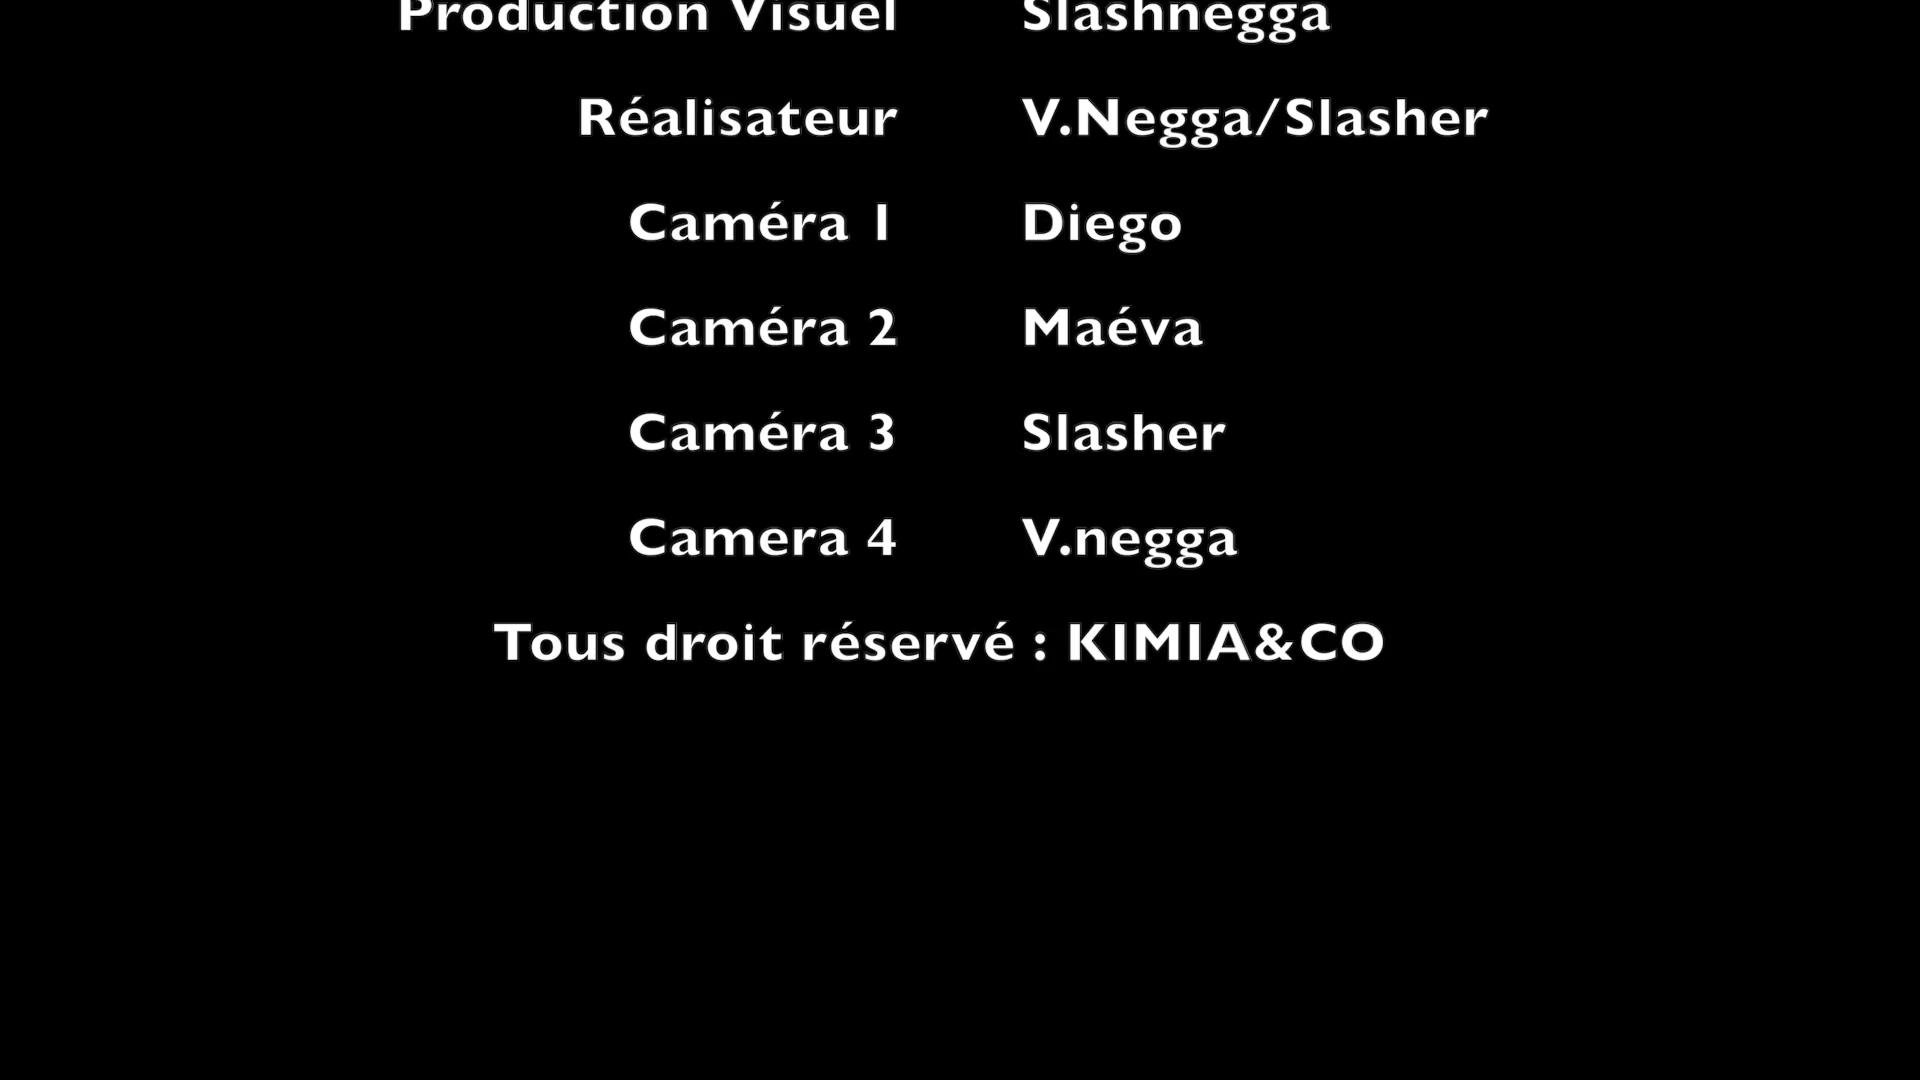 Production Visuel Slashnegga
Réalisateur V.Negga/Slasher
Caméra 1 Diego
Caméra 2 Maéva
Caméra 3 Slasher
Camera 4 V.negga
Tous droit réservé : KIMIA&CO